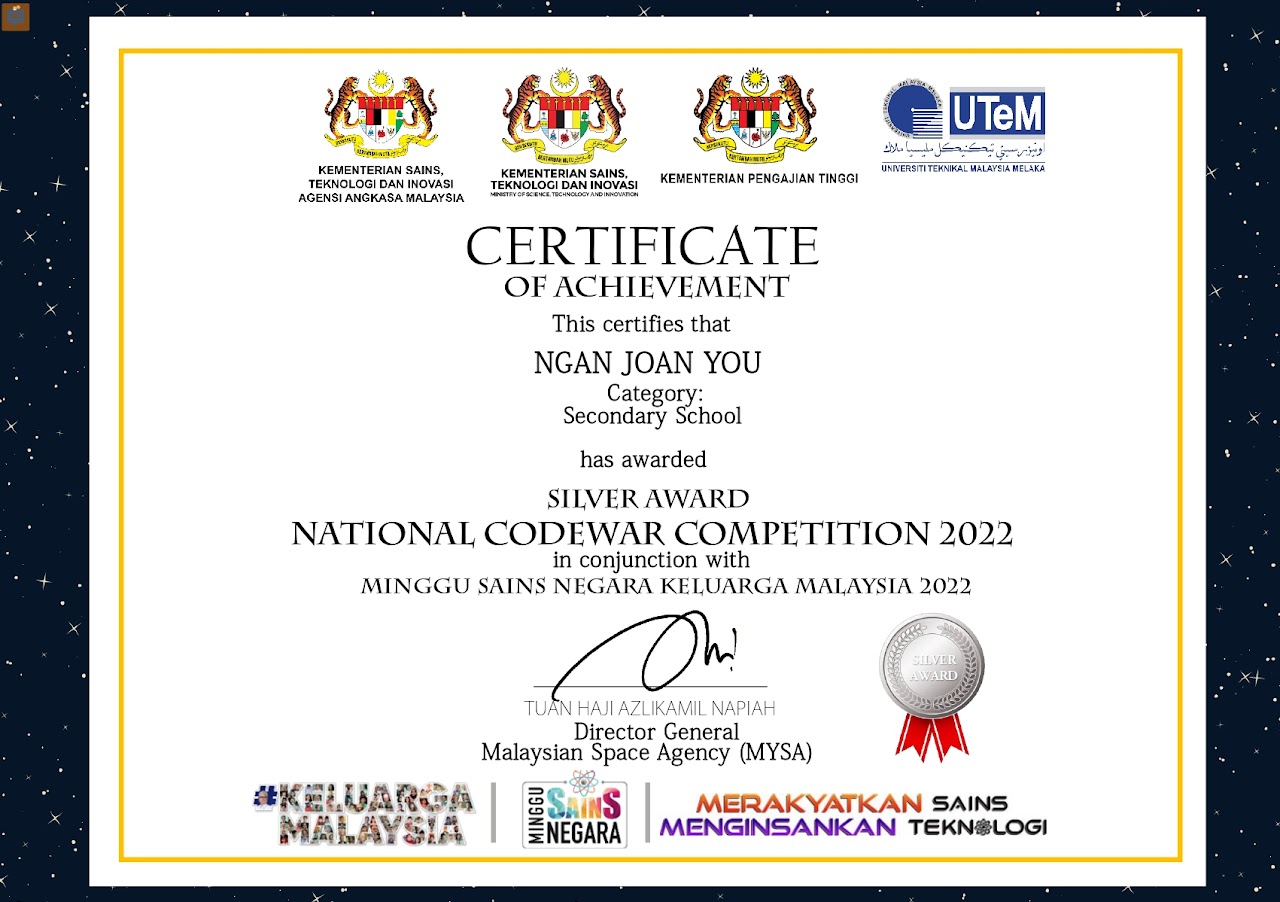 KEMENTERIAN SAINS,
TEKNOLOGI DAN INOVASI
AGENSI ANGKASA MALAYSIA
KEMENTERIAN SAINS,
TEKNOLOGI DAN INOVASI
MINISTRY OF SCIENCE, TECHNOLOGY AND INNOVATION
KEMENTERIAN PENGAJIAN TINGGI
UTeM
اونيۏرسيتي تيكنيكل مليسيا ملاك
UNIVERSITI TEKNIKAL MALAYSIA MELAKA
CERTIFICATE
OF ACHIEVEMENT
This certifies that
NGAN JOAN YOU
Category:
Secondary School
has awarded
SILVER AWARD
NATIONAL CODEWAR COMPETITION 2022
in conjunction with
MINGGU SAINS NEGARA KELUARGA MALAYSIA 2022
SILVER
AWARD
TUAN HAJI AZLIKAMIL NAPIAH
Director General
Malaysian Space Agency (MYSA)
#KELUARGA
MALAYSIA
MINGGU
SAINS
NEGARA
MERAKYATKAN SAINS
MENGINSANKAN TEKNOLOGI